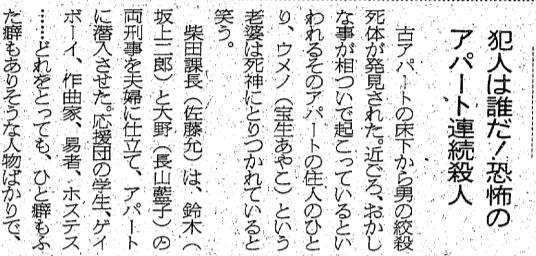 犯人は誰だ!恐怖の
アパート連続殺人
古アパートの床下から男の絞殺
死体が発見された。近ごろ、おかし
な事が相ついで起こっているとい
われるそのアパートの住人のひと
り、ウメノ(宝生あやこ)という
老婆は死神にとりつかれていると
笑う。
柴田課長(佐藤允)は、鈴木(
坂上二郎)と大野(長山藍子)の
両刑事を夫婦に仕立て、アパート
に潜入させた。応援団の学生、ゲイ
ボーイ、作曲家、易者、ホステス
……どれをとっても、ひと癖もふ
た癖もありそうな人物ばかりで、